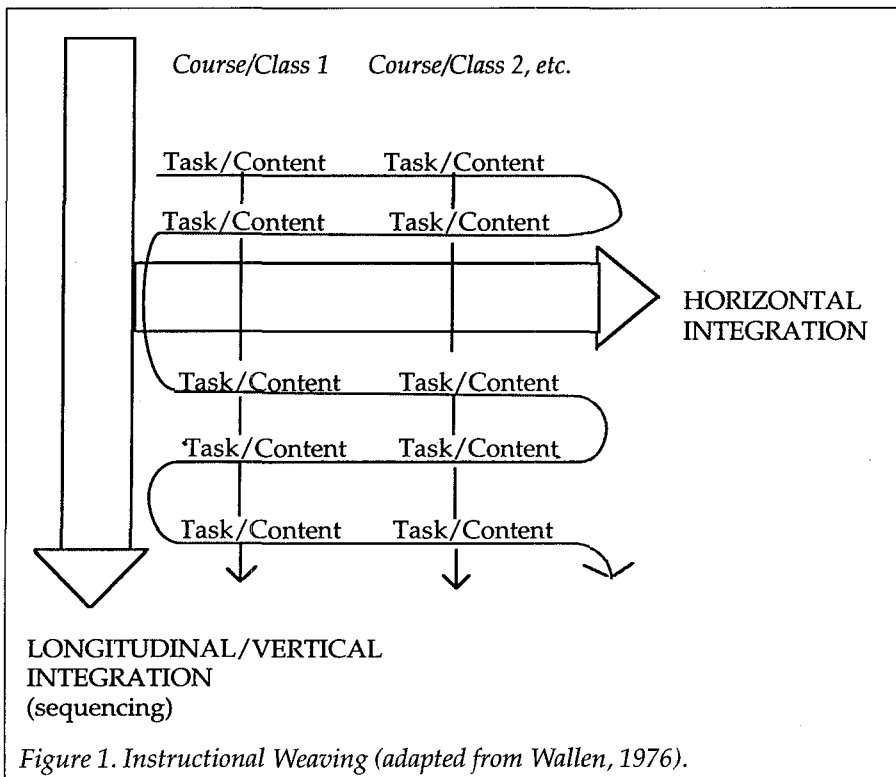 Course/Class 1 Course/Class 2, etc.
Task/Content Task/Content
Task/Content Task/Content
HORIZONTAL
INTEGRATION
Task/Content Task/Content
Task/Content Task/Content
Task/Content Task/Content
LONGITUDINAL/VERTICAL
INTEGRATION
(sequencing)
Figure 1. Instructional Weaving (adapted from Wallen, 1976).